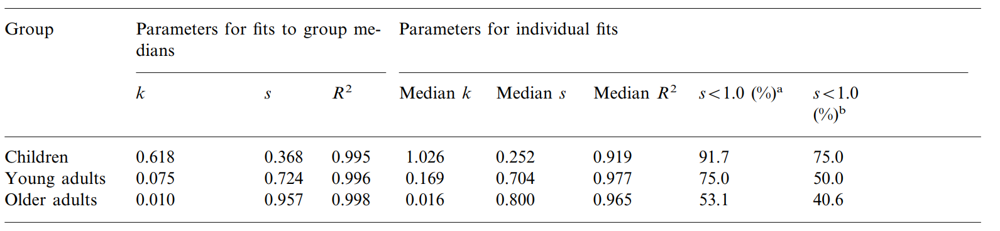 Group Parameters for fits to group me- Parameters for individual fits
dians
k s R² Median k Median s Median R² s<1.0 (%)ᵃ s<1.0
(%)ᵇ
Children 0.618 0.368 0.995 1.026 0.252 0.919 91.7 75.0
Young adults 0.075 0.724 0.996 0.169 0.704 0.977 75.0 50.0
Older adults 0.010 0.957 0.998 0.016 0.800 0.965 53.1 40.6